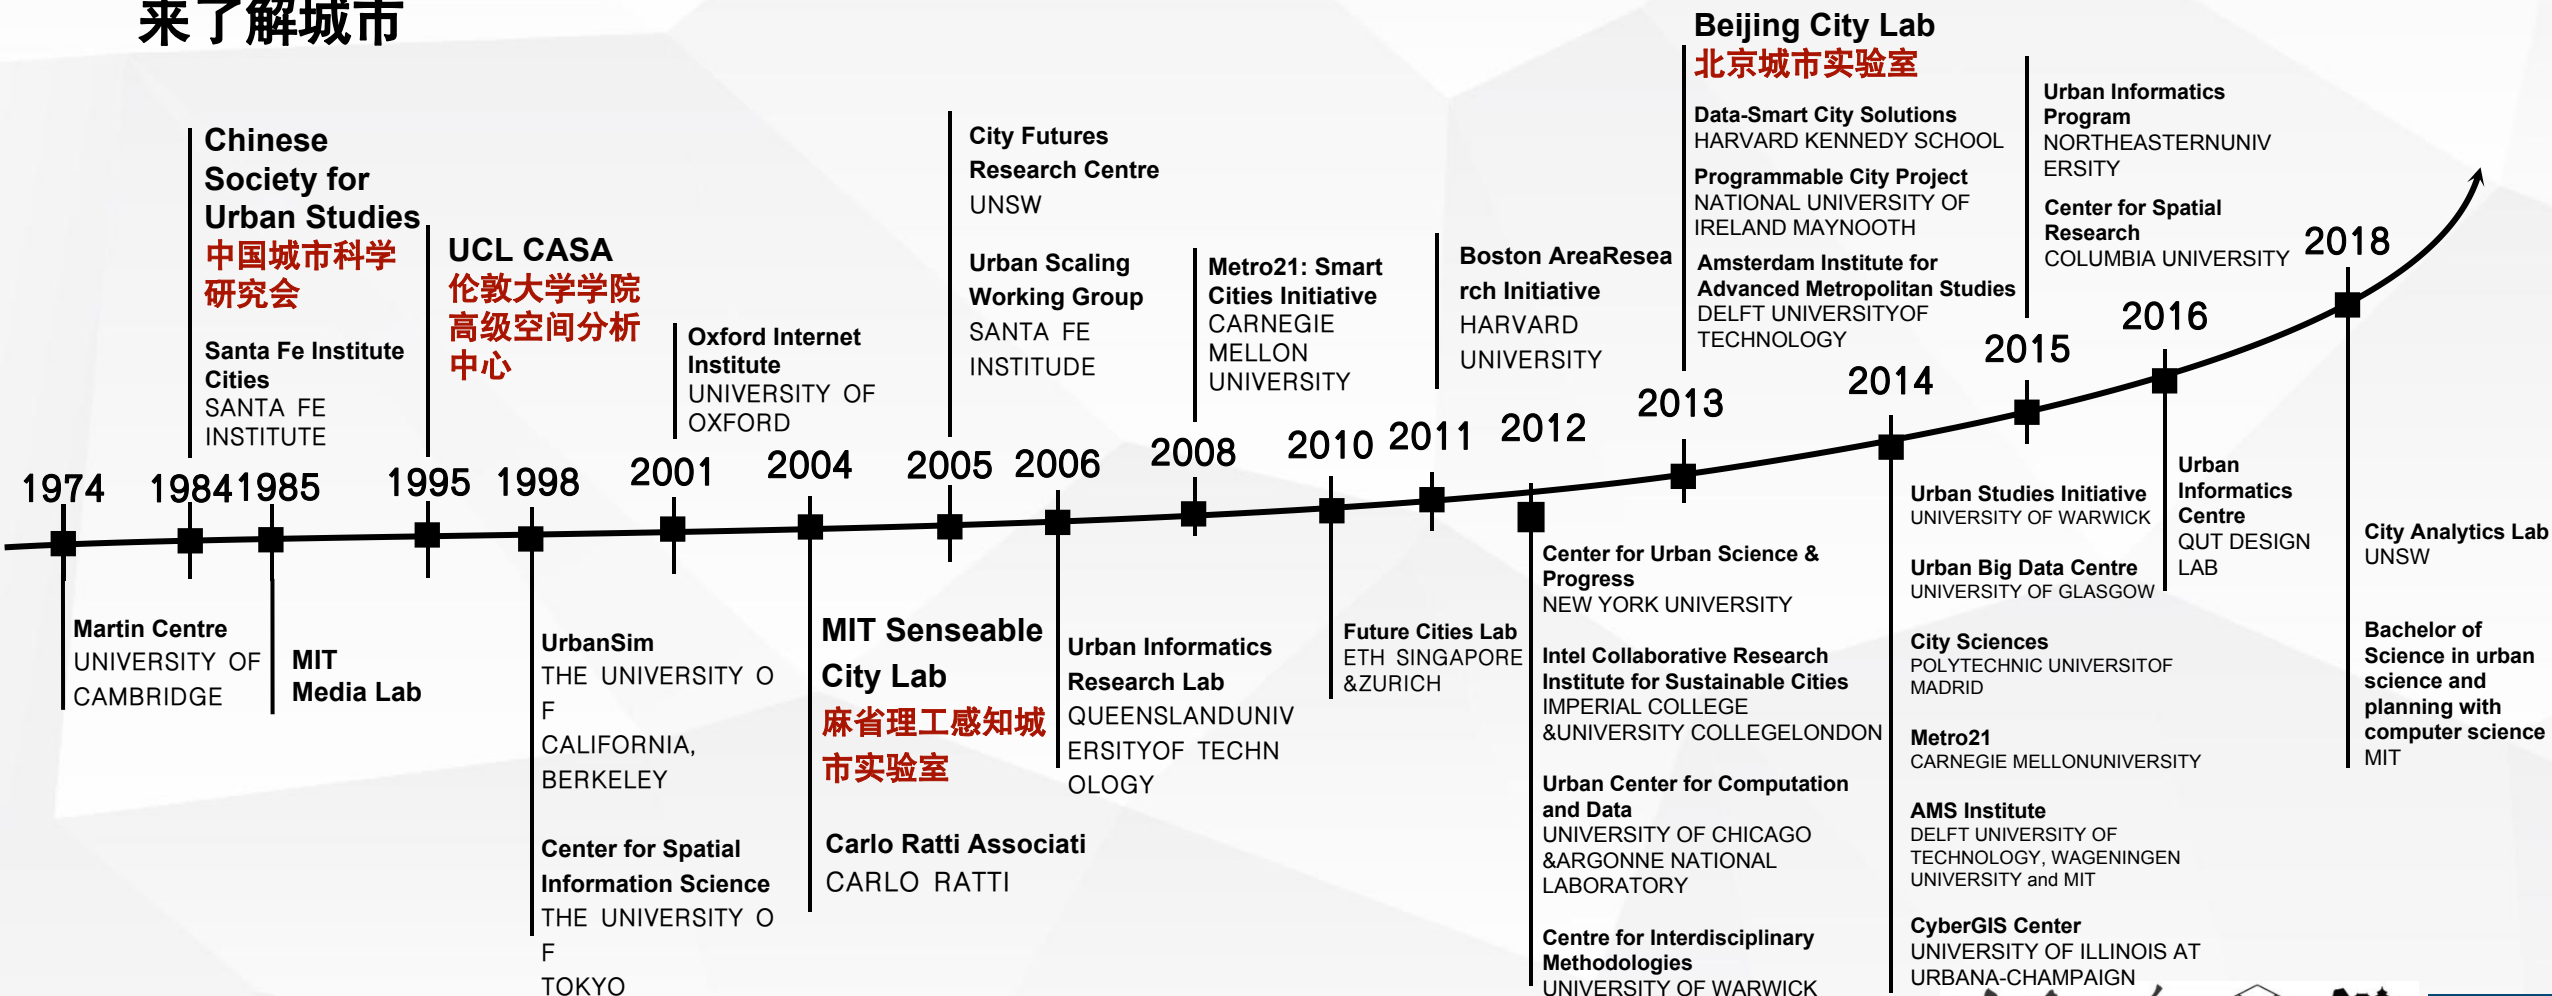 来了解城市
1974
Martin Centre
UNIVERSITY OF
CAMBRIDGE
1984
Chinese
Society for
Urban Studies
中国城市科学
研究会
Santa Fe Institute
Cities
SANTA FE
INSTITUTE
1985
MIT
Media Lab
1995
UCL CASA
伦敦大学学院
高级空间分析
中心
1998
UrbanSim
THE UNIVERSITY O
F
CALIFORNIA,
BERKELEY
Center for Spatial
Information Science
THE UNIVERSITY O
F
TOKYO
2001
Oxford Internet
Institute
UNIVERSITY OF
OXFORD
2004
MIT Senseable
City Lab
麻省理工感知城
市实验室
Carlo Ratti Associati
CARLO RATTI
2005
City Futures
Research Centre
UNSW
Urban Scaling
Working Group
SANTA FE
INSTITUDE
2006
Urban Informatics
Research Lab
QUEENSLANDUNIV
ERSITYOF TECHN
OLOGY
2008
Metro21: Smart
Cities Initiative
CARNEGIE
MELLON
UNIVERSITY
2010
Future Cities Lab
ETH SINGAPORE
&ZURICH
2011
Boston AreaResea
rch Initiative
HARVARD
UNIVERSITY
2012
Center for Urban Science &
Progress
NEW YORK UNIVERSITY
Intel Collaborative Research
Institute for Sustainable Cities
IMPERIAL COLLEGE
&UNIVERSITY COLLEGELONDON
Urban Center for Computation
and Data
UNIVERSITY OF CHICAGO
&ARGONNE NATIONAL
LABORATORY
Centre for Interdisciplinary
Methodologies
UNIVERSITY OF WARWICK
2013
Beijing City Lab
北京城市实验室
Data-Smart City Solutions
HARVARD KENNEDY SCHOOL
Programmable City Project
NATIONAL UNIVERSITY OF
IRELAND MAYNOOTH
Amsterdam Institute for
Advanced Metropolitan Studies
DELFT UNIVERSITYOF
TECHNOLOGY
2014
Urban Studies Initiative
UNIVERSITY OF WARWICK
Urban Big Data Centre
UNIVERSITY OF GLASGOW
City Sciences
POLYTECHNIC UNIVERSITOF
MADRID
Metro21
CARNEGIE MELLONUNIVERSITY
AMS Institute
DELFT UNIVERSITY OF
TECHNOLOGY, WAGENINGEN
UNIVERSITY and MIT
CyberGIS Center
UNIVERSITY OF ILLINOIS AT
URBANA-CHAMPAIGN
2015
Urban Informatics
Program
NORTHEASTERNUNIV
ERSITY
Center for Spatial
Research
COLUMBIA UNIVERSITY
2016
Urban
Informatics
Centre
QUT DESIGN
LAB
2018
City Analytics Lab
UNSW
Bachelor of
Science in urban
science and
planning with
computer science
MIT